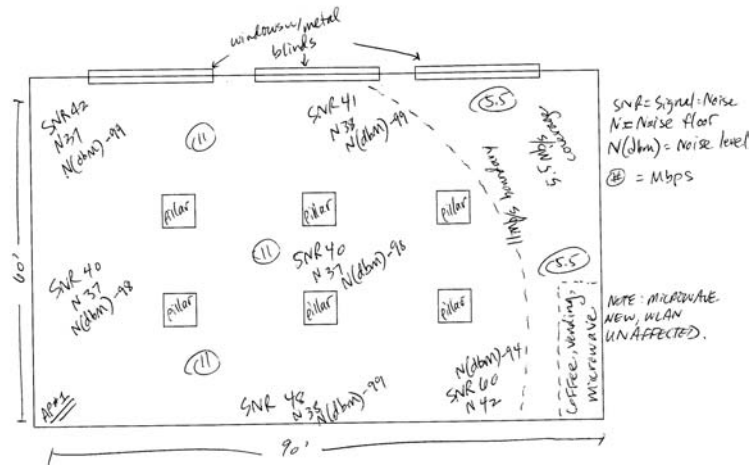 windows w/metal
blinds
SNR 42
N 37
N(dbm)-99
11
SNR 41
N 38
N(dbm)-99
5.5
5.5 Mb/s
coverage
SNR = Signal:Noise
N = Noise floor
N(dbm) = Noise level
# = Mbps
11mb/s boundary
60'
pillar
pillar
pillar
11
SNR 40
N 37
N(dbm)-98
SNR 40
N 37
N(dbm)-98
5.5
pillar
pillar
pillar
NOTE: MICROWAVE
NEW, WLAN
UNAFFECTED.
Coffee, vending,
microwave
11
N(dbm)-94
SNR 60
N 42
SNR 48
N 38
N(dbm)-99
AP#1
90'